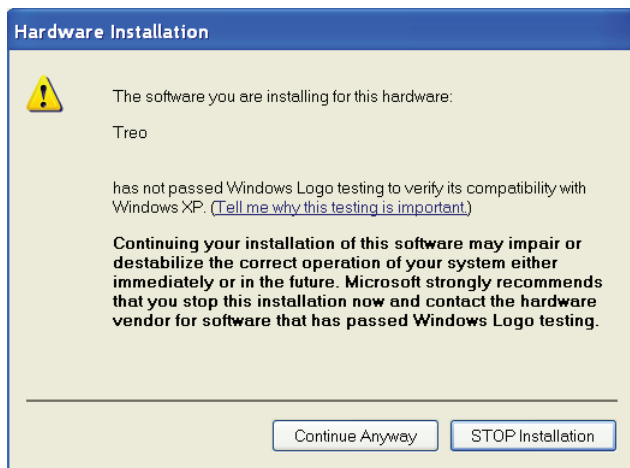 Hardware Installation
The software you are installing for this hardware:
Treo
has not passed Windows Logo testing to verify its compatibility with
Windows XP. (Tell me why this testing is important.)
Continuing your installation of this software may impair or
destabilize the correct operation of your system either
immediately or in the future. Microsoft strongly recommends
that you stop this installation now and contact the hardware
vendor for software that has passed Windows Logo testing.
Continue Anyway STOP Installation